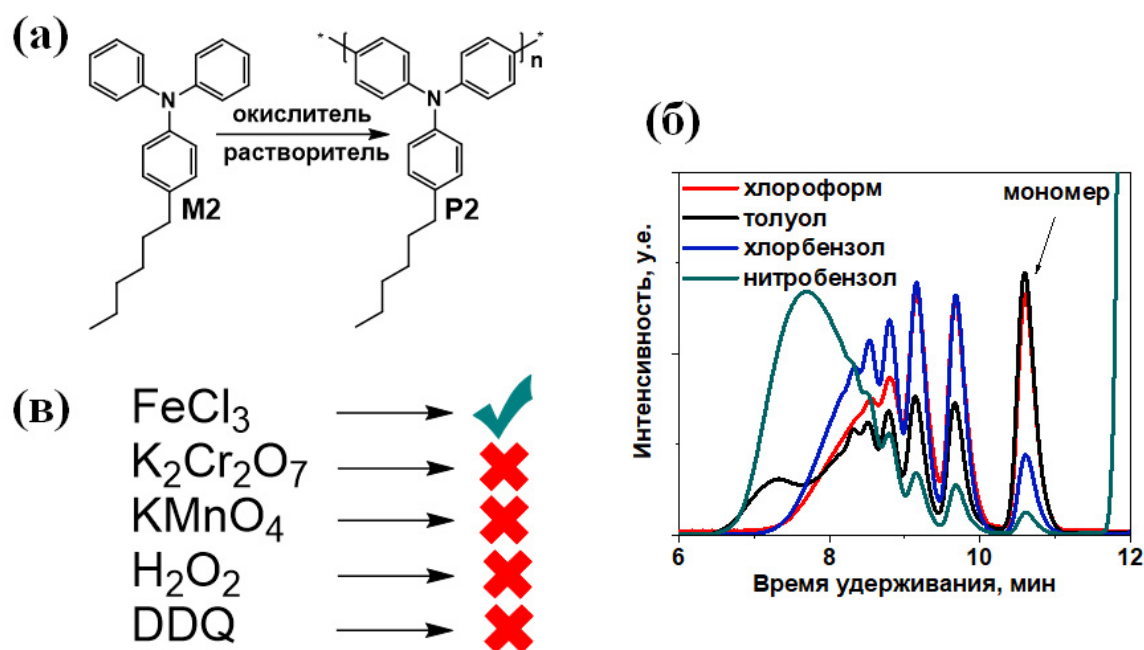 (а)
N
M2
окислитель
растворитель
*
*
n
N
P2
(б)
хлороформ
толуол
хлорбензол
нитробензол
мономер
Интенсивность, у.е.
6
8
10
12
Время удерживания, мин
(в)
FeCl₃
K₂Cr₂O₇
KMnO₄
H₂O₂
DDQ